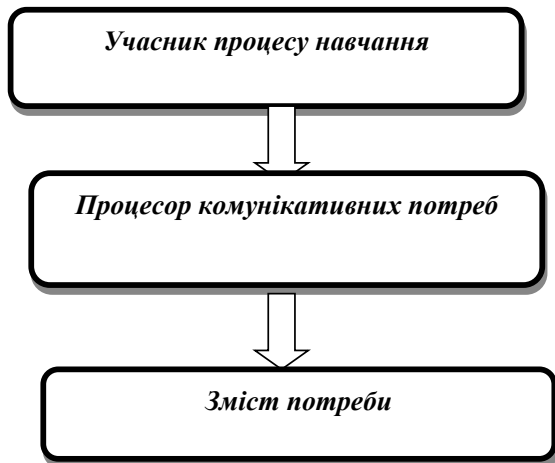 Учасник процесу навчання
Процесор комунікативних потреб
Зміст потреби